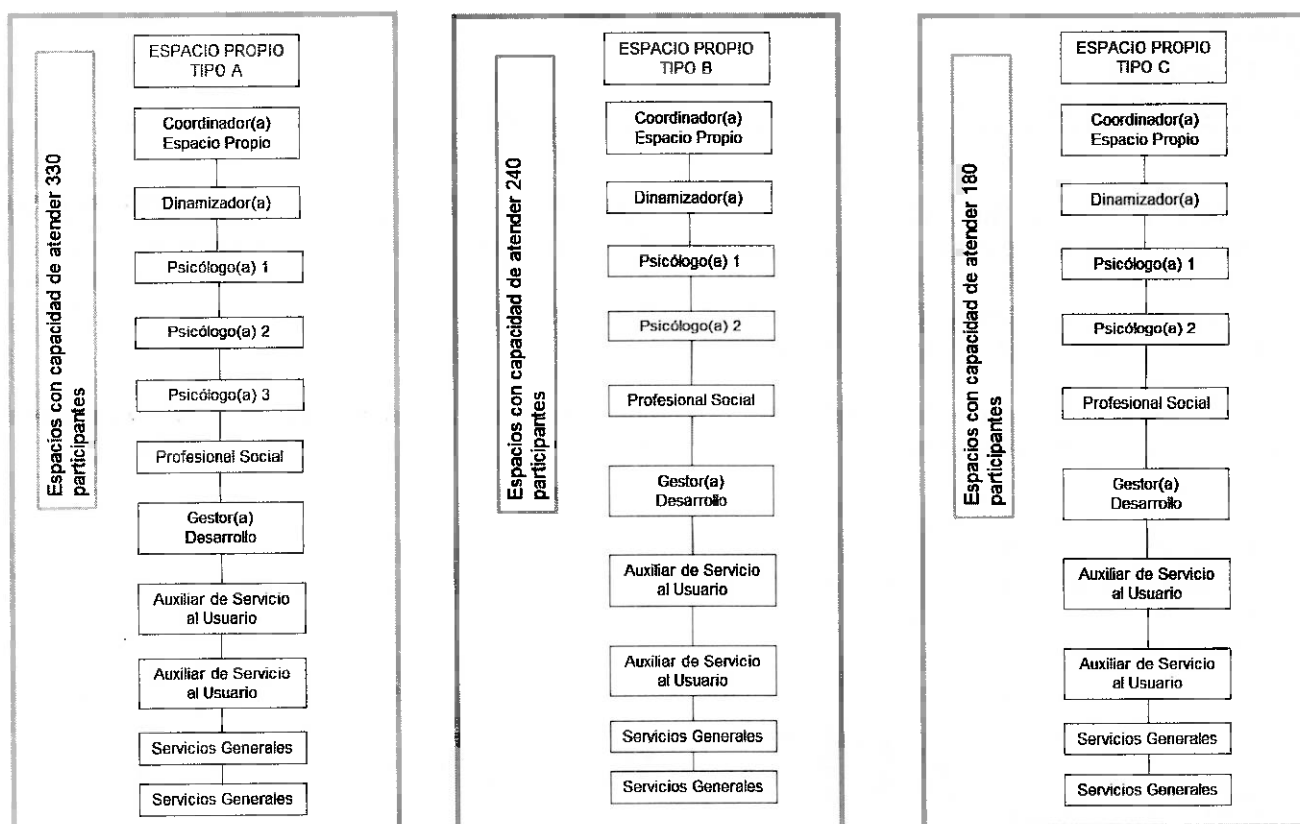 Espacios con capacidad de atender 330
participantes
ESPACIO PROPIO
TIPO A
Coordinador(a)
Espacio Propio
Dinamizador(a)
Psicólogo(a) 1
Psicólogo(a) 2
Psicólogo(a) 3
Profesional Social
Gestor(a)
Desarrollo
Auxiliar de Servicio
al Usuario
Auxiliar de Servicio
al Usuario
Servicios Generales
Servicios Generales
Espacios con capacidad de atender 240
participantes
ESPACIO PROPIO
TIPO B
Coordinador(a)
Espacio Propio
Dinamizador(a)
Psicólogo(a) 1
Psicólogo(a) 2
Profesional Social
Gestor(a)
Desarrollo
Auxiliar de Servicio
al Usuario
Auxiliar de Servicio
al Usuario
Servicios Generales
Servicios Generales
Espacios con capacidad de atender 180
participantes
ESPACIO PROPIO
TIPO C
Coordinador(a)
Espacio Propio
Dinamizador(a)
Psicólogo(a) 1
Psicólogo(a) 2
Profesional Social
Gestor(a)
Desarrollo
Auxiliar de Servicio
al Usuario
Auxiliar de Servicio
al Usuario
Servicios Generales
Servicios Generales